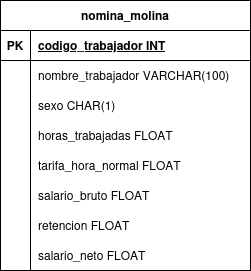 nomina_molina
PK codigo_trabajador INT
nombre_trabajador VARCHAR(100)
sexo CHAR(1)
horas_trabajadas FLOAT
tarifa_hora_normal FLOAT
salario_bruto FLOAT
retencion FLOAT
salario_neto FLOAT